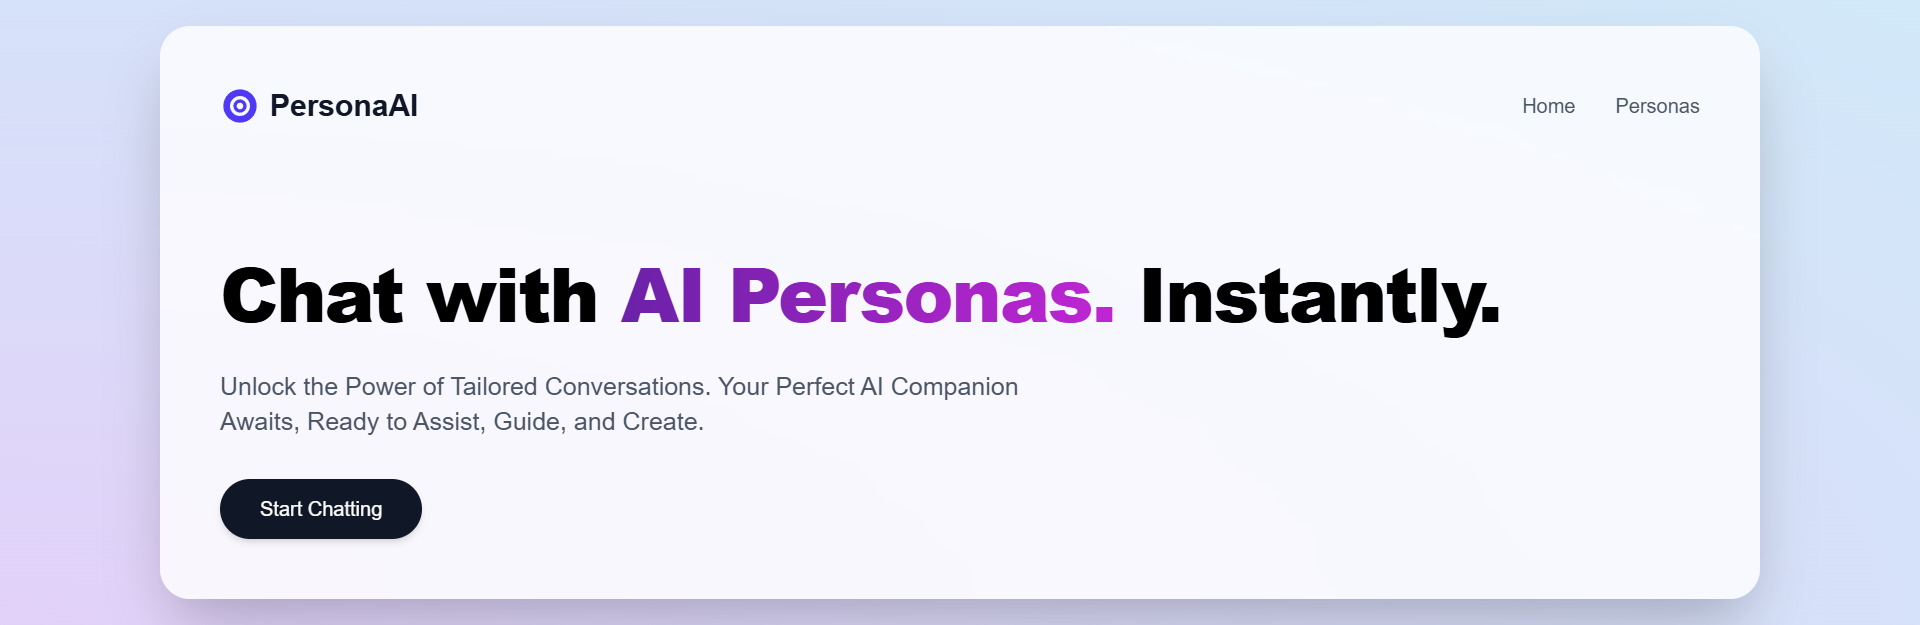 PersonaAI
Home
Personas
Chat with AI Personas. Instantly.
Unlock the Power of Tailored Conversations. Your Perfect AI Companion
Awaits, Ready to Assist, Guide, and Create.
Start Chatting